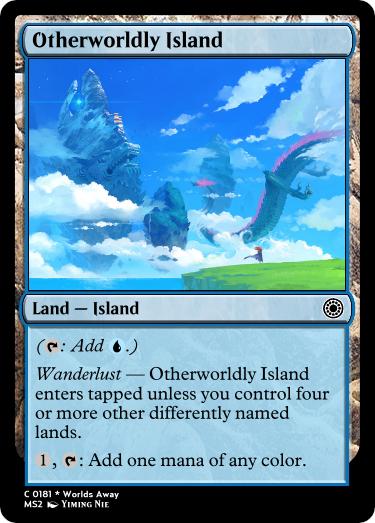 Otherworldly Island
Land — Island
(T: Add U.)
Wanderlust — Otherworldly Island
enters tapped unless you control four
or more other differently named
lands.
1, T: Add one mana of any color.
C 0181 * Worlds Away
MS2 Yiming Nie